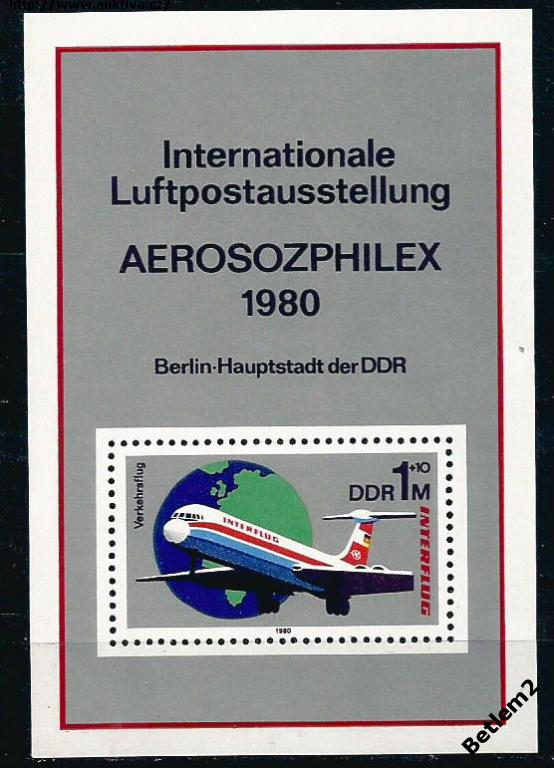 http://www.auktiva.cz/
Internationale
Luftpostausstellung
AEROSOZPHILEX
1980
Berlin-Hauptstadt der DDR
Verkehrsflug
DDR 1+10 M
INTERFLUG
INTERFLUG
1980
Betlem2